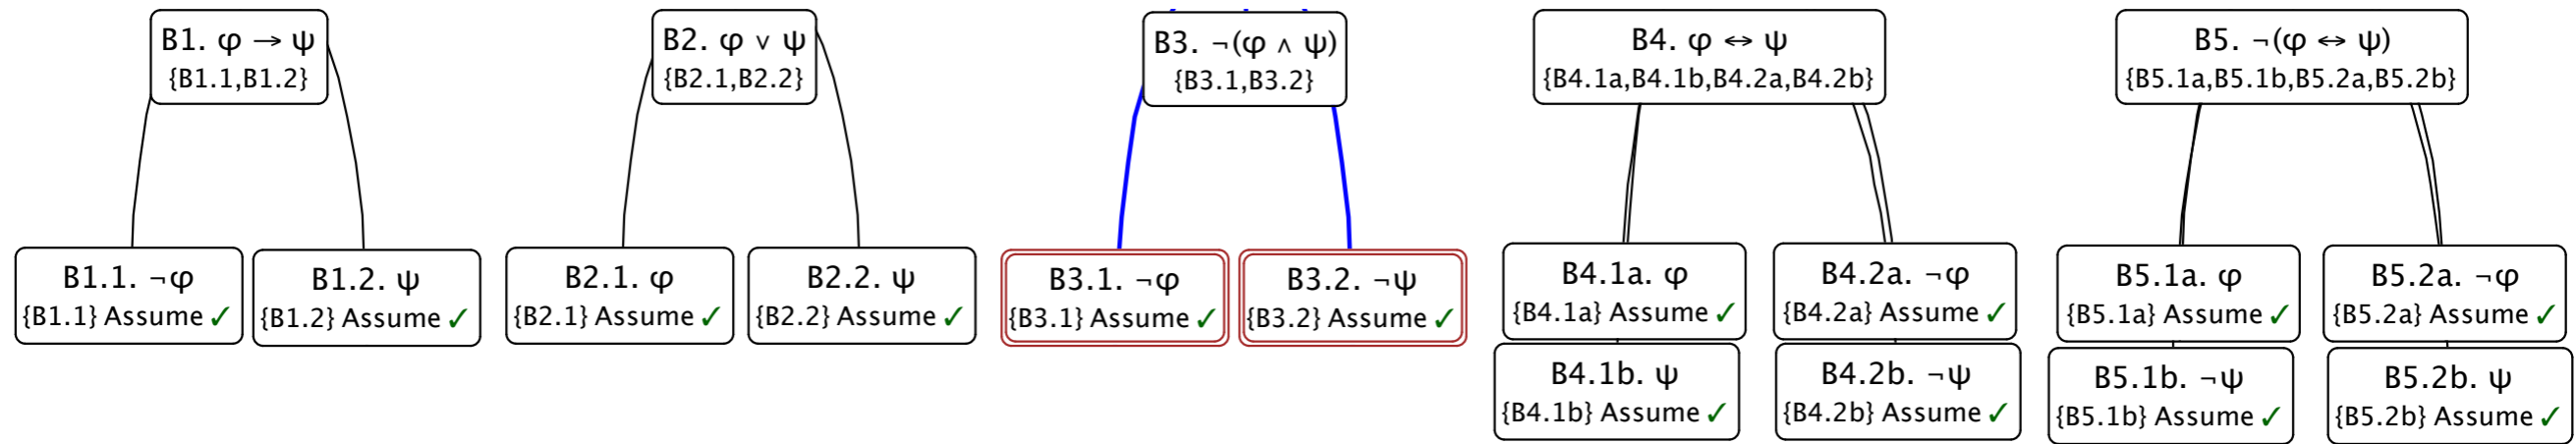 B1. φ → ψ
{B1.1,B1.2}
B1.1. ¬φ
{B1.1} Assume ✓
B1.2. ψ
{B1.2} Assume ✓
B2. φ ∨ ψ
{B2.1,B2.2}
B2.1. φ
{B2.1} Assume ✓
B2.2. ψ
{B2.2} Assume ✓
B3. ¬(φ ∧ ψ)
{B3.1,B3.2}
B3.1. ¬φ
{B3.1} Assume ✓
B3.2. ¬ψ
{B3.2} Assume ✓
B4. φ ↔ ψ
{B4.1a,B4.1b,B4.2a,B4.2b}
B4.1a. φ
{B4.1a} Assume ✓
B4.1b. ψ
{B4.1b} Assume ✓
B4.2a. ¬φ
{B4.2a} Assume ✓
B4.2b. ¬ψ
{B4.2b} Assume ✓
B5. ¬(φ ↔ ψ)
{B5.1a,B5.1b,B5.2a,B5.2b}
B5.1a. φ
{B5.1a} Assume ✓
B5.1b. ¬ψ
{B5.1b} Assume ✓
B5.2a. ¬φ
{B5.2a} Assume ✓
B5.2b. ψ
{B5.2b} Assume ✓